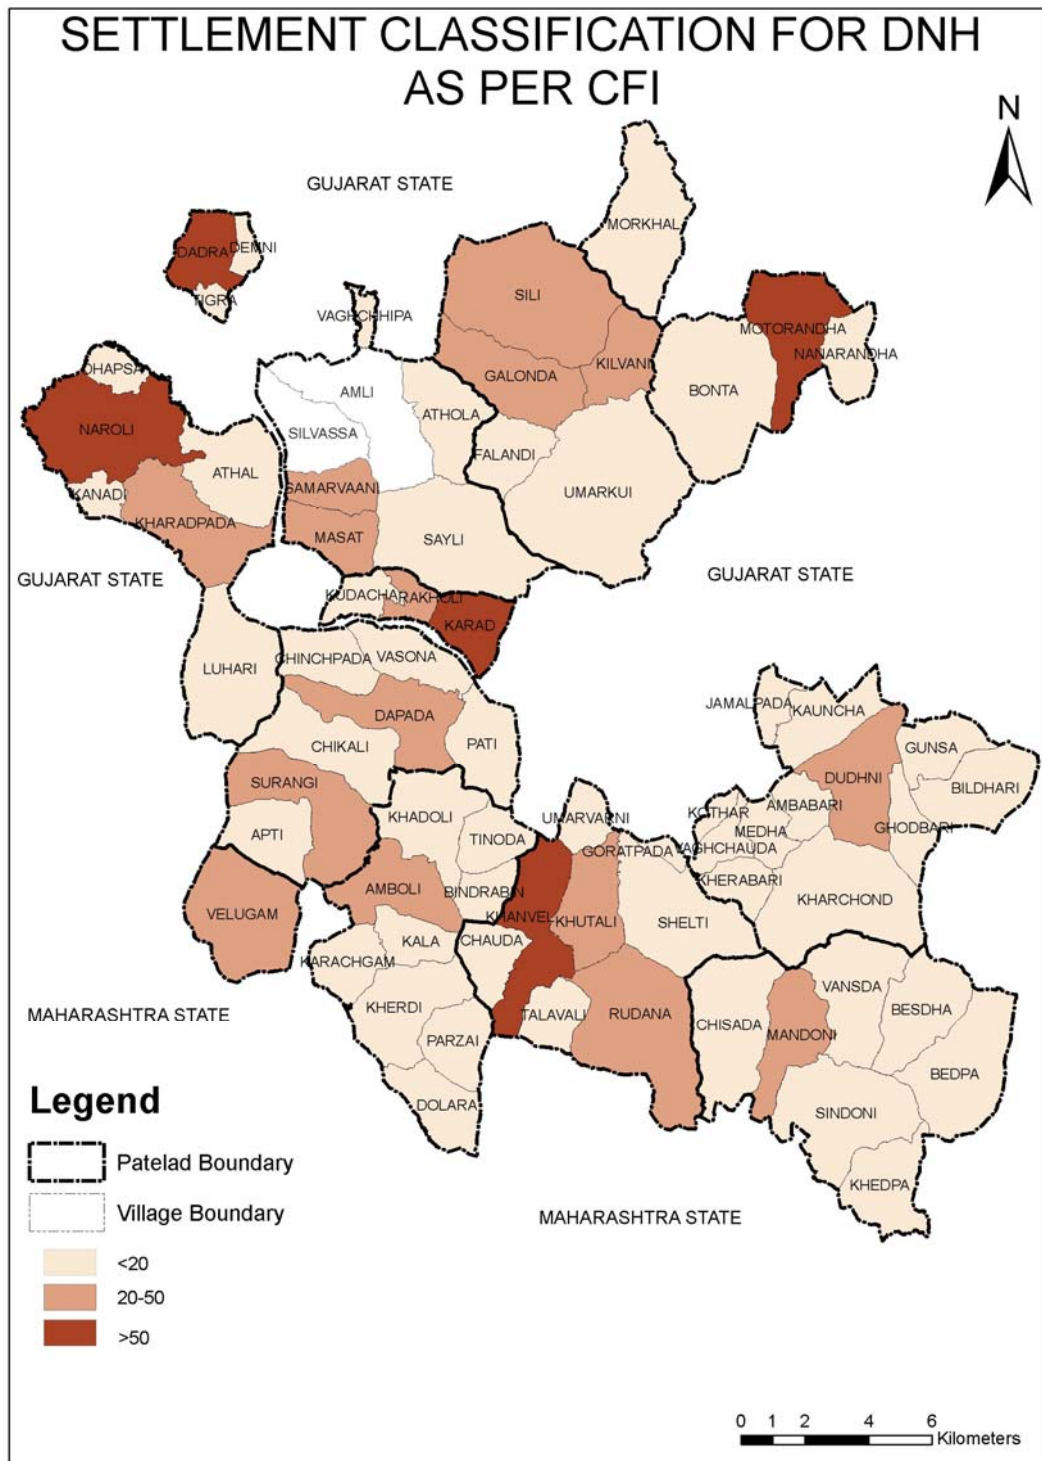 SETTLEMENT CLASSIFICATION FOR DNH
AS PER CFI
N
GUJARAT STATE
MORKHAL
DADRA
DEMNI
TIGRA
SILI
VAGHCHHIPA
MOTORANDHA
NANARANDHA
KILVANI
GALONDA
BONTA
DHAPSA
AMLI
ATHOLA
NAROLI
SILVASSA
FALANDI
ATHAL
SAMARVAANI
UMARKUI
KANADI
KHARADPADA
MASAT
SAYLI
GUJARAT STATE
GUJARAT STATE
KUDACHA
RAKHOLI
KARAD
LUHARI
CHINCHPADA
VASONA
DAPADA
JAMALPADA
KAUNCHA
CHIKALI
PATI
GUNSA
SURANGI
DUDHNI
BILDHARI
APTI
KHADOLI
TINODA
UMARVARNI
KOTHAR
AMBABARI
MEDHA
GHODBARI
GORATPADA
VAGHCHAUDA
KHERABARI
AMBOLI
BINDRABIN
KHARCHOND
VELUGAM
KHANVEL
KHUTALI
SHELTI
KALA
CHAUDA
KARACHGAM
VANSDA
KHERDI
TALAVALI
RUDANA
CHISADA
MANDONI
BESDHA
MAHARASHTRA STATE
PARZAI
BEDPA
DOLARA
SINDONI
KHEDPA
MAHARASHTRA STATE
Legend
Patelad Boundary
Village Boundary
<20
20-50
>50
0 1 2 4 6
Kilometers